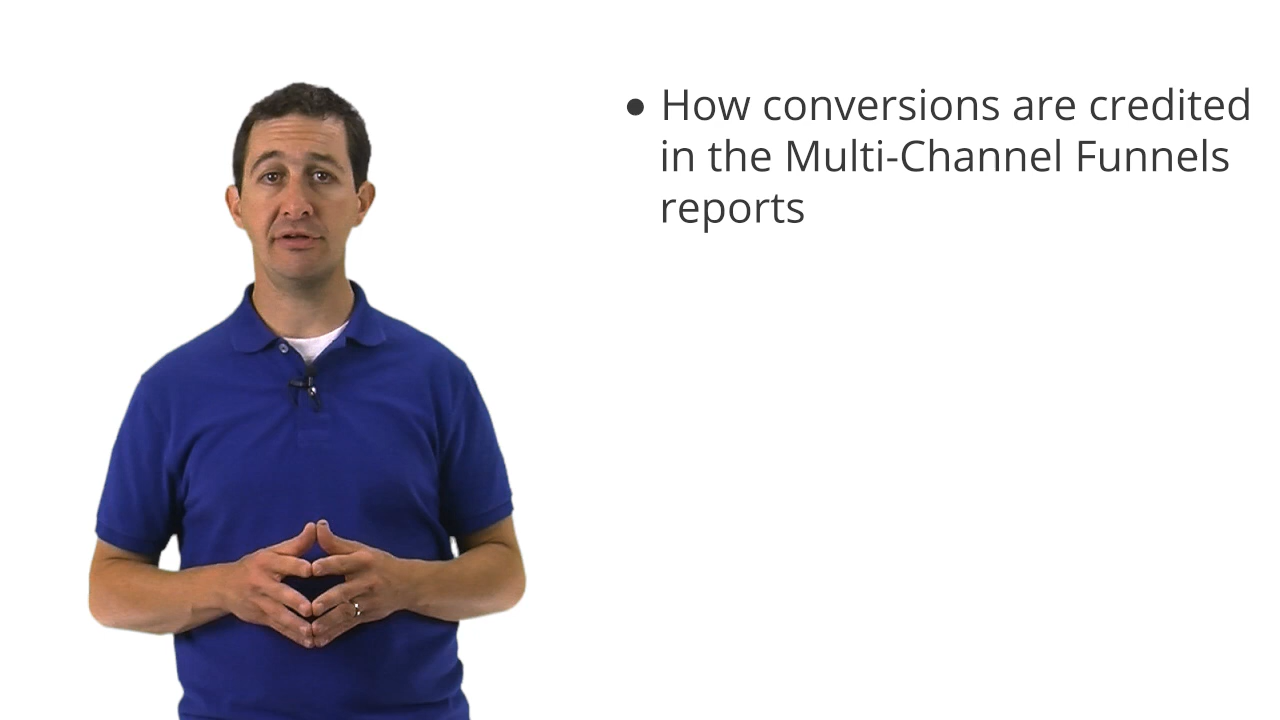 ● How conversions are credited
in the Multi-Channel Funnels
reports